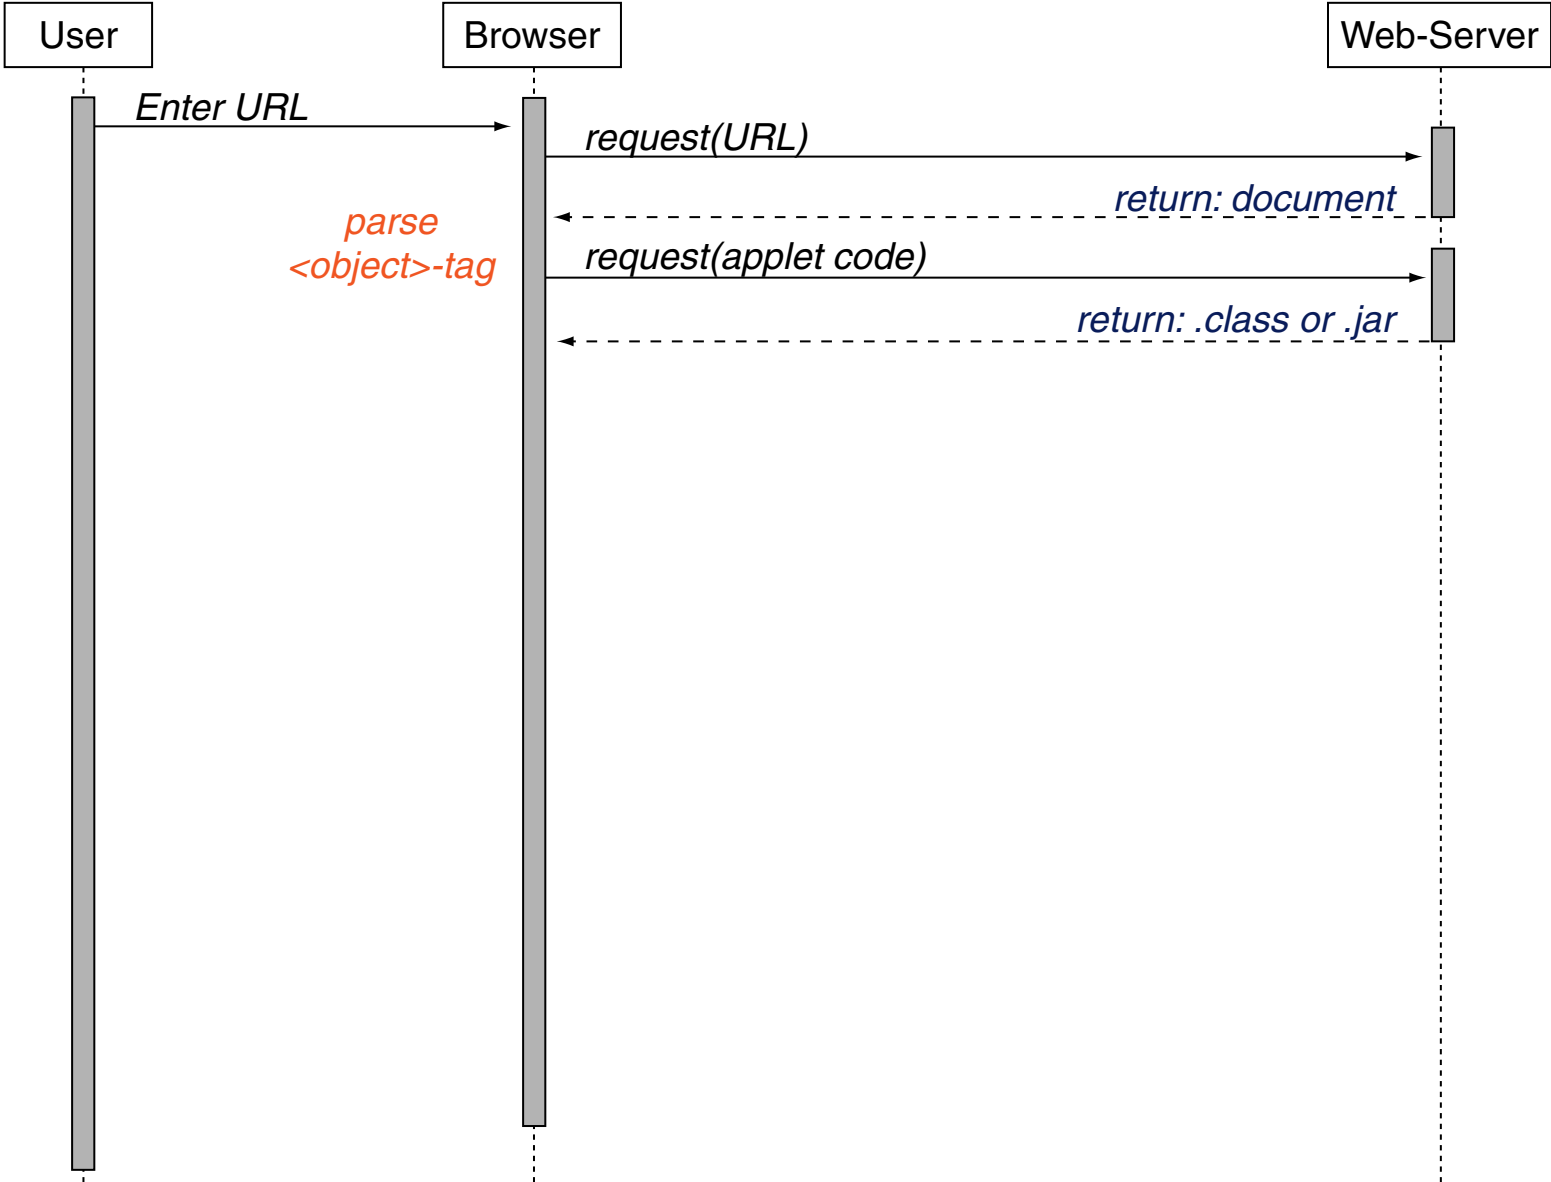 User
Browser
Web-Server
Enter URL
request(URL)
return: document
parse
<object>-tag
request(applet code)
return: .class or .jar